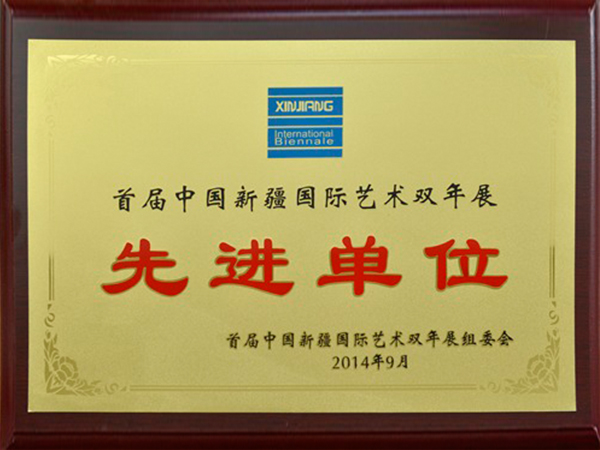 XINJIANG
International
Biennale
首届中国新疆国际艺术双年展
先进单位
首届中国新疆国际艺术双年展组委会
2014年9月